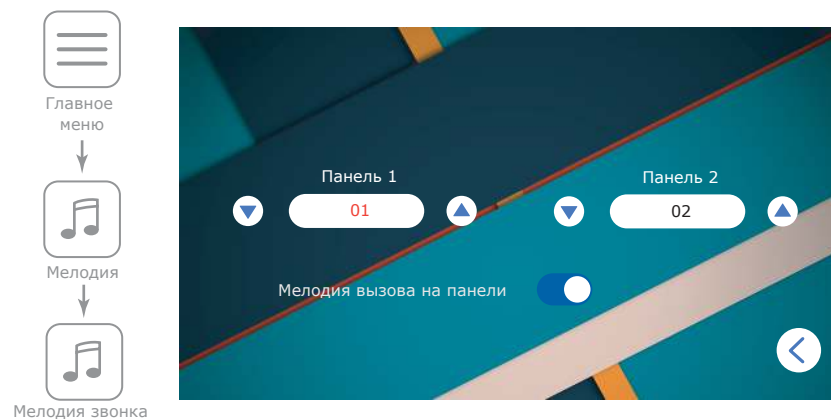 Главное
меню
Мелодия
Мелодия звонка
Панель 1
Панель 2
01
02
Мелодия вызова на панели